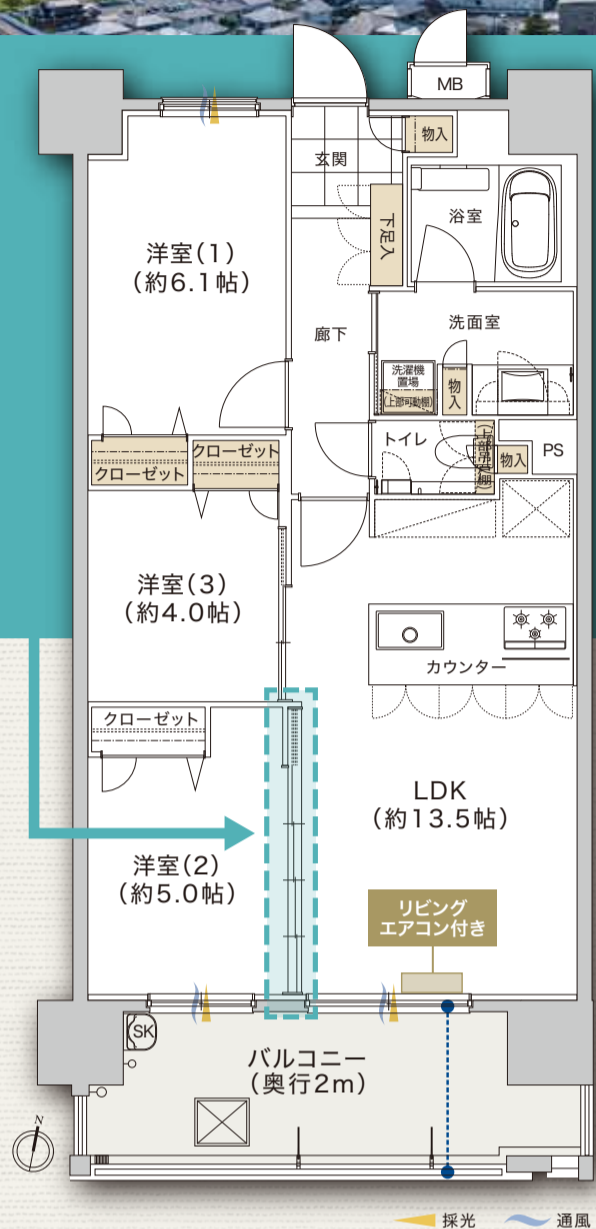 MB
物入
玄関
浴室
下足入
洋室(1)
(約6.1帖)
廊下
洗面室
洗濯機
置場
(上部可動棚)
物入
トイレ
(上部吊戸棚)
物入
PS
クローゼット
クローゼット
洋室(3)
(約4.0帖)
カウンター
クローゼット
LDK
(約13.5帖)
洋室(2)
(約5.0帖)
リビング
エアコン付き
SK
バルコニー
(奥行2m)
N
採光 通風